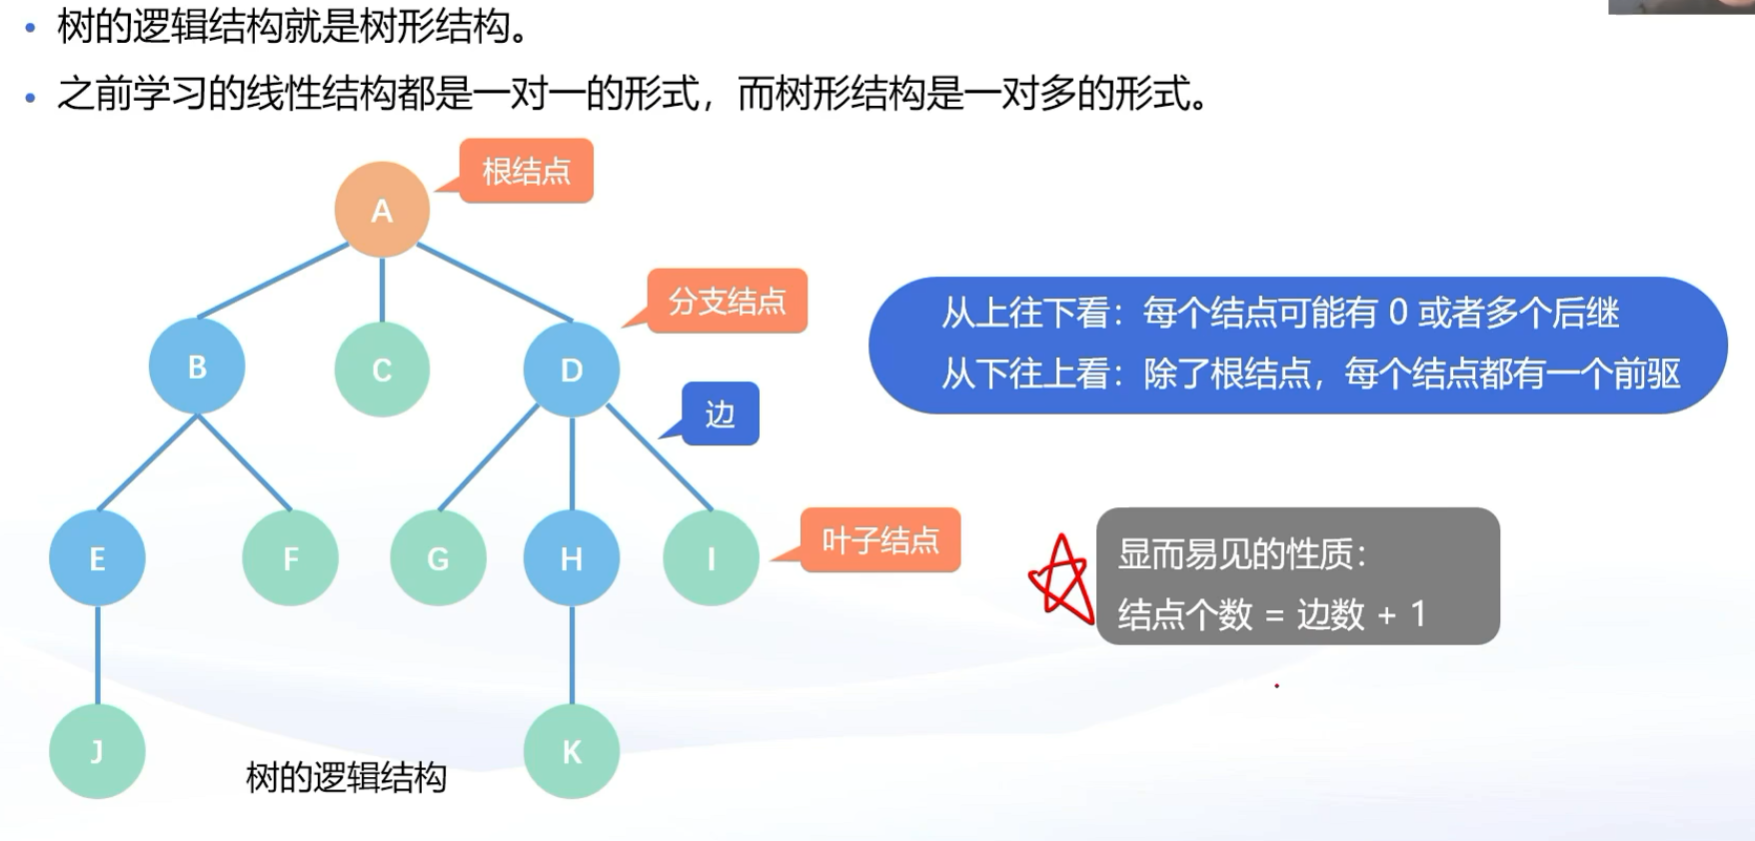 树的逻辑结构就是树形结构。
之前学习的线性结构都是一对一的形式，而树形结构是一对多的形式。
根结点
A
分支结点
从上往下看：每个结点可能有 0 或者多个后继
B
C
D
从下往上看：除了根结点，每个结点都有一个前驱
边
叶子结点
显而易见的性质：
E
F
G
H
I
结点个数 = 边数 + 1
J
K
树的逻辑结构